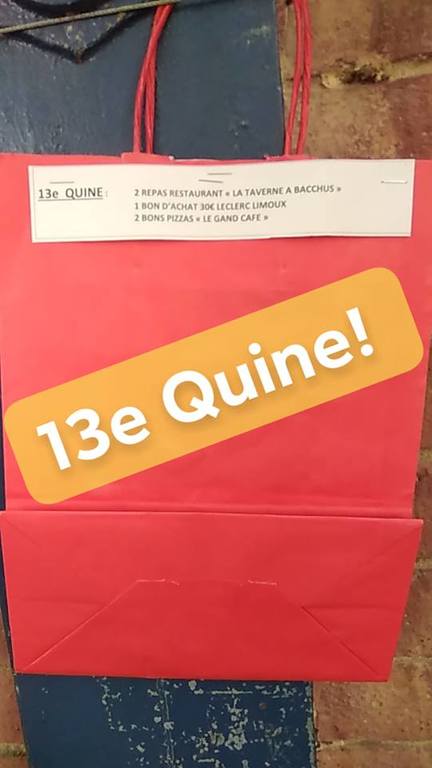 13e QUINE : 2 REPAS RESTAURANT « LA TAVERNE A BACCHUS »
1 BON D'ACHAT 30€ LECLERC LIMOUX
2 BONS PIZZAS « LE GAND CAFE »
13e Quine!